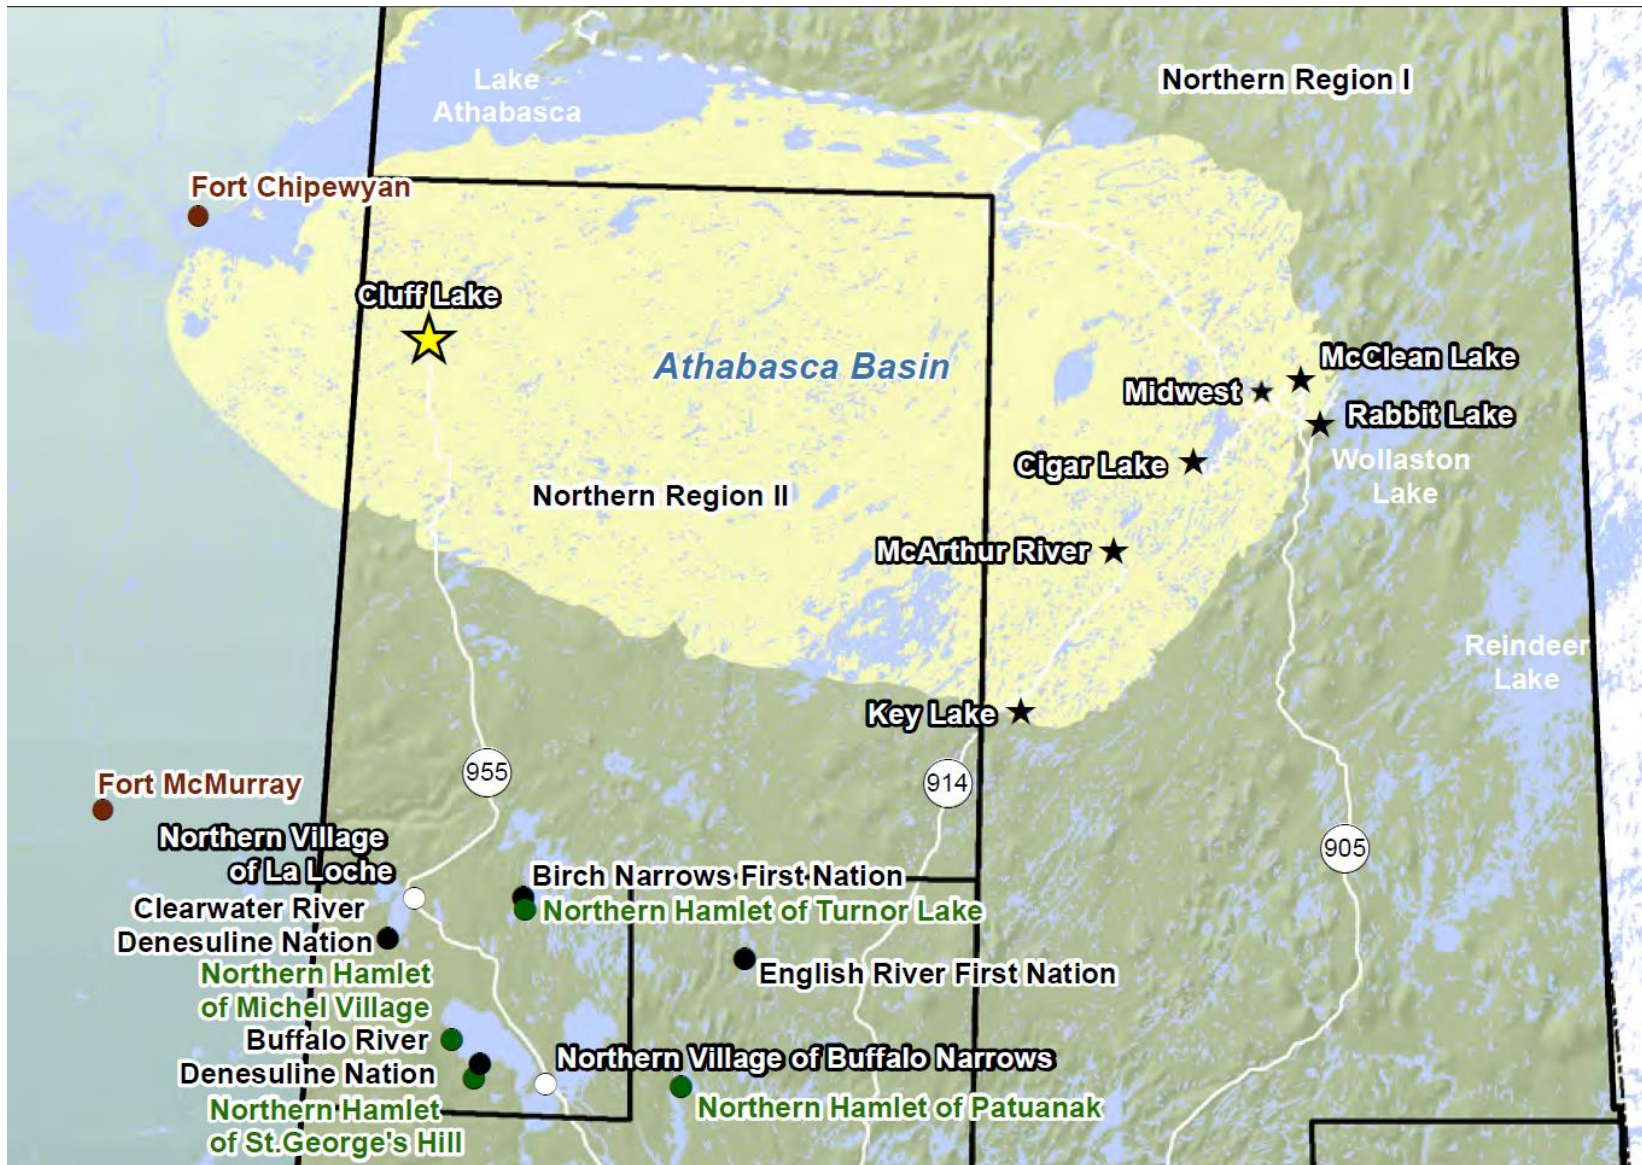 Lake
Athabasca
Northern Region I
Fort Chipewyan
Cluff Lake
Athabasca Basin
McClean Lake
Midwest
Rabbit Lake
Cigar Lake
Wollaston
Lake
Northern Region II
McArthur River
Reindeer
Lake
Key Lake
955
914
Fort McMurray
Northern Village
of La Loche
905
Birch Narrows First Nation
Clearwater River
Denesuline Nation
Northern Hamlet of Turnor Lake
English River First Nation
Northern Hamlet
of Michel Village
Buffalo River
Denesuline Nation
Northern Village of Buffalo Narrows
Northern Hamlet
of St.George's Hill
Northern Hamlet of Patuanak